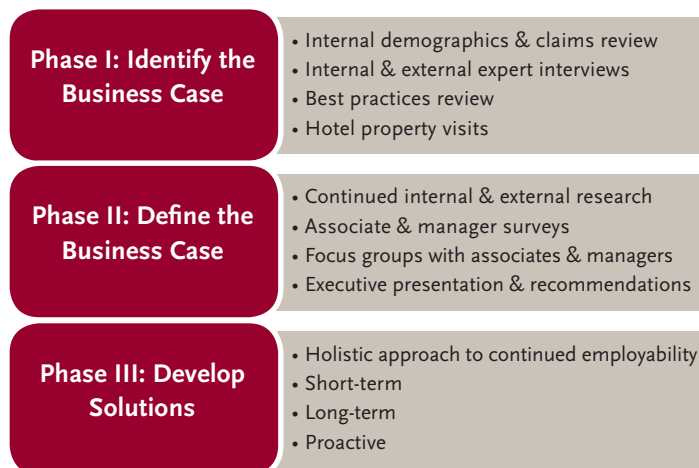 Phase I: Identify the
Business Case
• Internal demographics & claims review
• Internal & external expert interviews
• Best practices review
• Hotel property visits
Phase II: Define the
Business Case
• Continued internal & external research
• Associate & manager surveys
• Focus groups with associates & managers
• Executive presentation & recommendations
Phase III: Develop
Solutions
• Holistic approach to continued employability
• Short-term
• Long-term
• Proactive